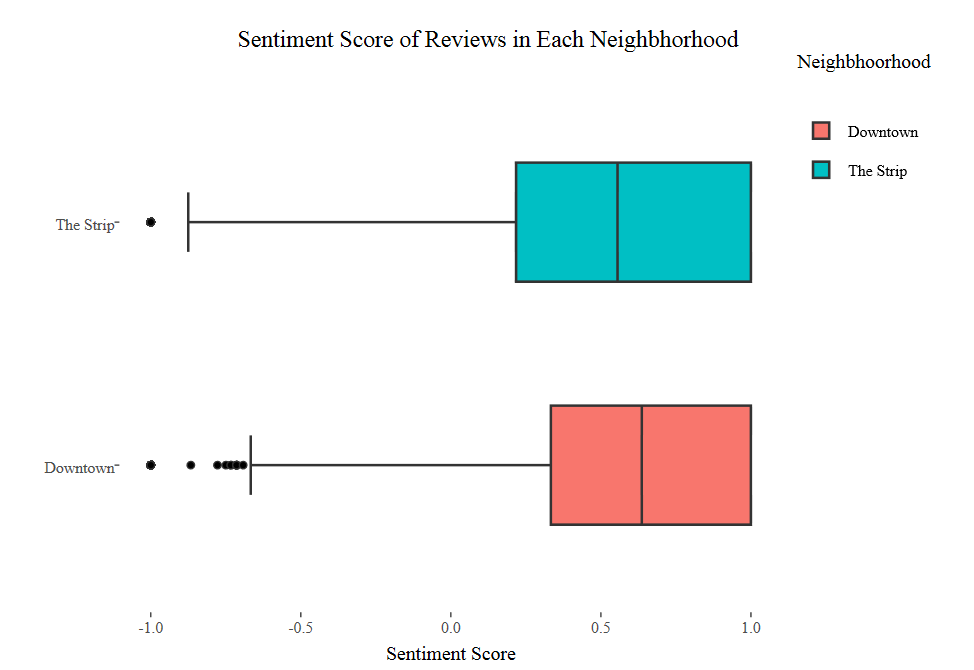 Sentiment Score of Reviews in Each Neighbhorhood
Neighbhoorhood
Downtown
The Strip
The Strip
Downtown
-1.0
-0.5
0.0
0.5
1.0
Sentiment Score